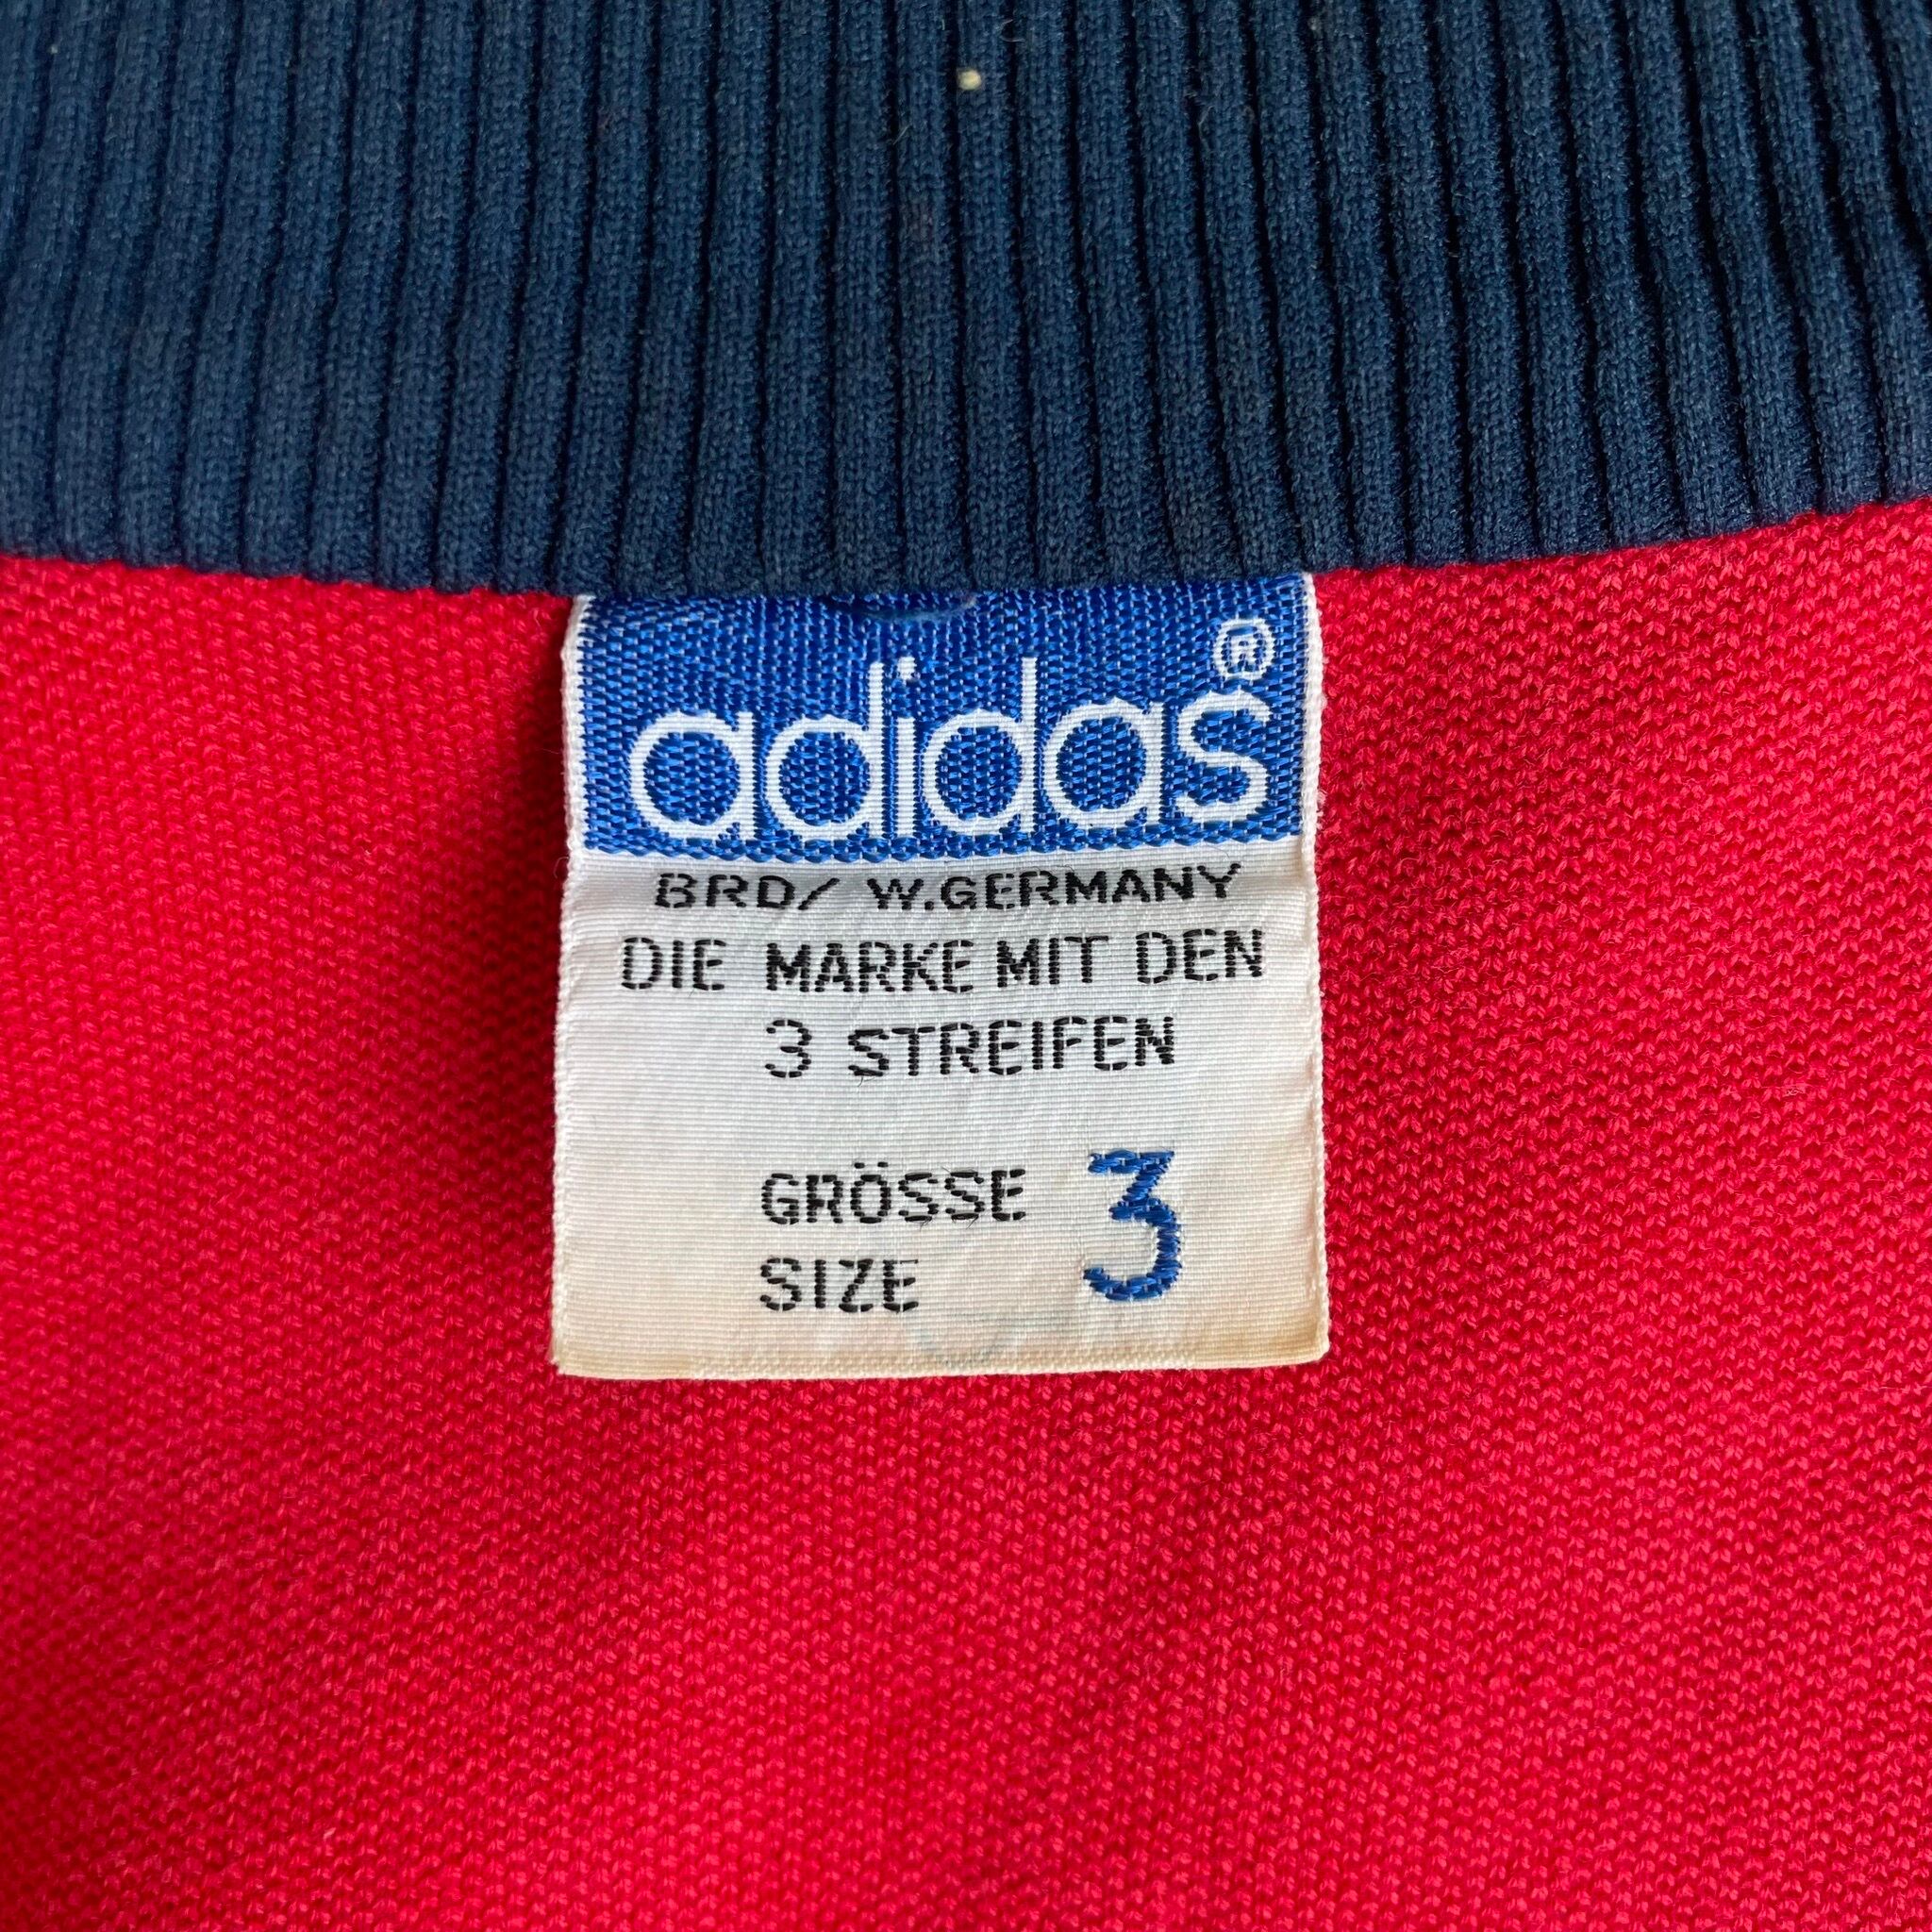 adidas®
BRD/ W.GERMANY
DIE MARKE MIT DEN
3 STREIFEN
GRÖSSE 3
SIZE